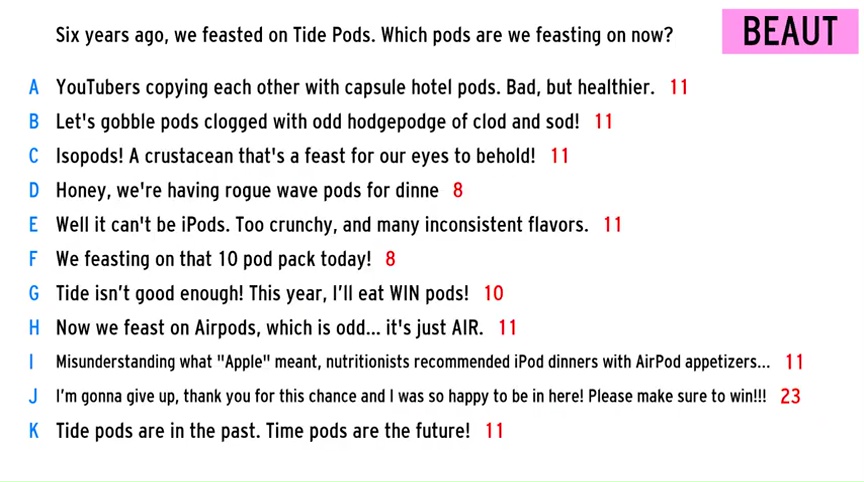 Six years ago, we feasted on Tide Pods. Which pods are we feasting on now?
BEAUT
A YouTubers copying each other with capsule hotel pods. Bad, but healthier. 11
B Let's gobble pods clogged with odd hodgepodge of clod and sod! 11
C Isopods! A crustacean that's a feast for our eyes to behold! 11
D Honey, we're having rogue wave pods for dinne 8
E Well it can't be iPods. Too crunchy, and many inconsistent flavors. 11
F We feasting on that 10 pod pack today! 8
G Tide isn’t good enough! This year, I’ll eat WIN pods! 10
H Now we feast on Airpods, which is odd... it's just AIR. 11
I Misunderstanding what "Apple" meant, nutritionists recommended iPod dinners with AirPod appetizers... 11
J I’m gonna give up, thank you for this chance and I was so happy to be in here! Please make sure to win!!! 23
K Tide pods are in the past. Time pods are the future! 11